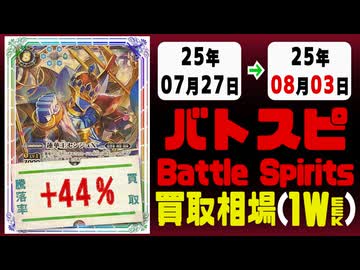 25年
07月27日
25年
08月03日
バトスピ
Battle Spirits
買取相場(1WEEK)
騰落率
買取
+44%